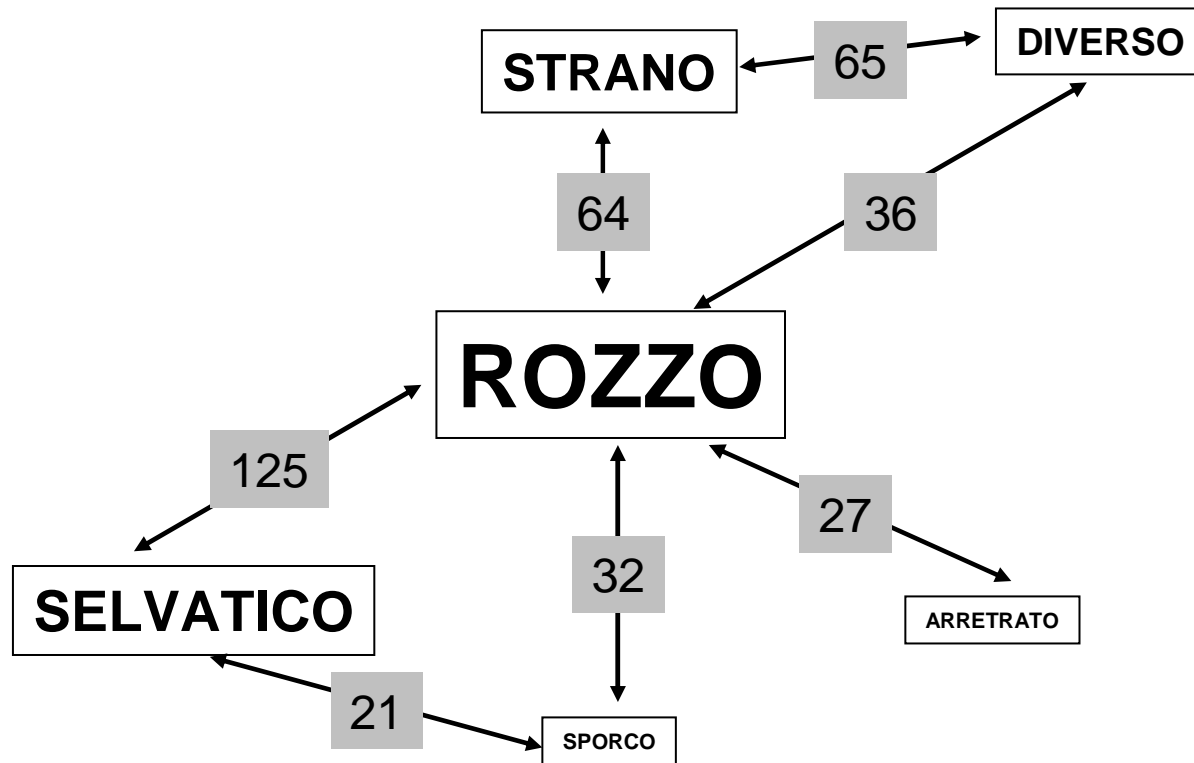 DIVERSO
65
STRANO
64
36
ROZZO
125
27
32
SELVATICO
ARRETRATO
21
SPORCO